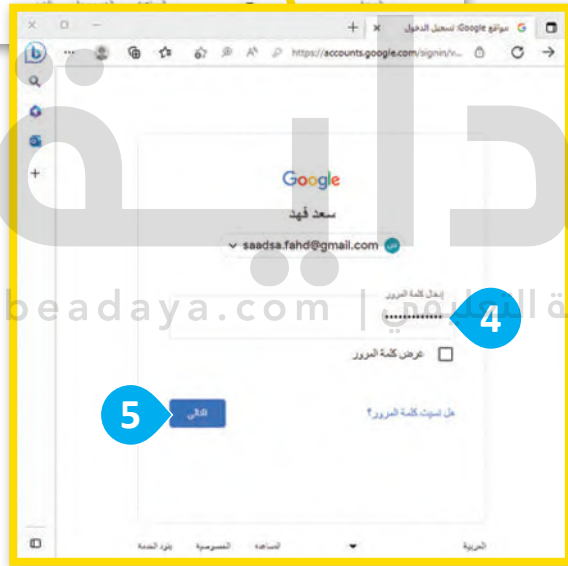 مواقع Google: تسجيل الدخول
https://accounts.google.com/signin/v...
Google
سعد فهد
saadsa.fahd@gmail.com
إدخال كلمة المرور
4
عرض كلمة المرور
هل نسيت كلمة المرور؟
التالي
5
العربية
المساعدة
الخصوصية
بنود الخدمة
beadaya.com |